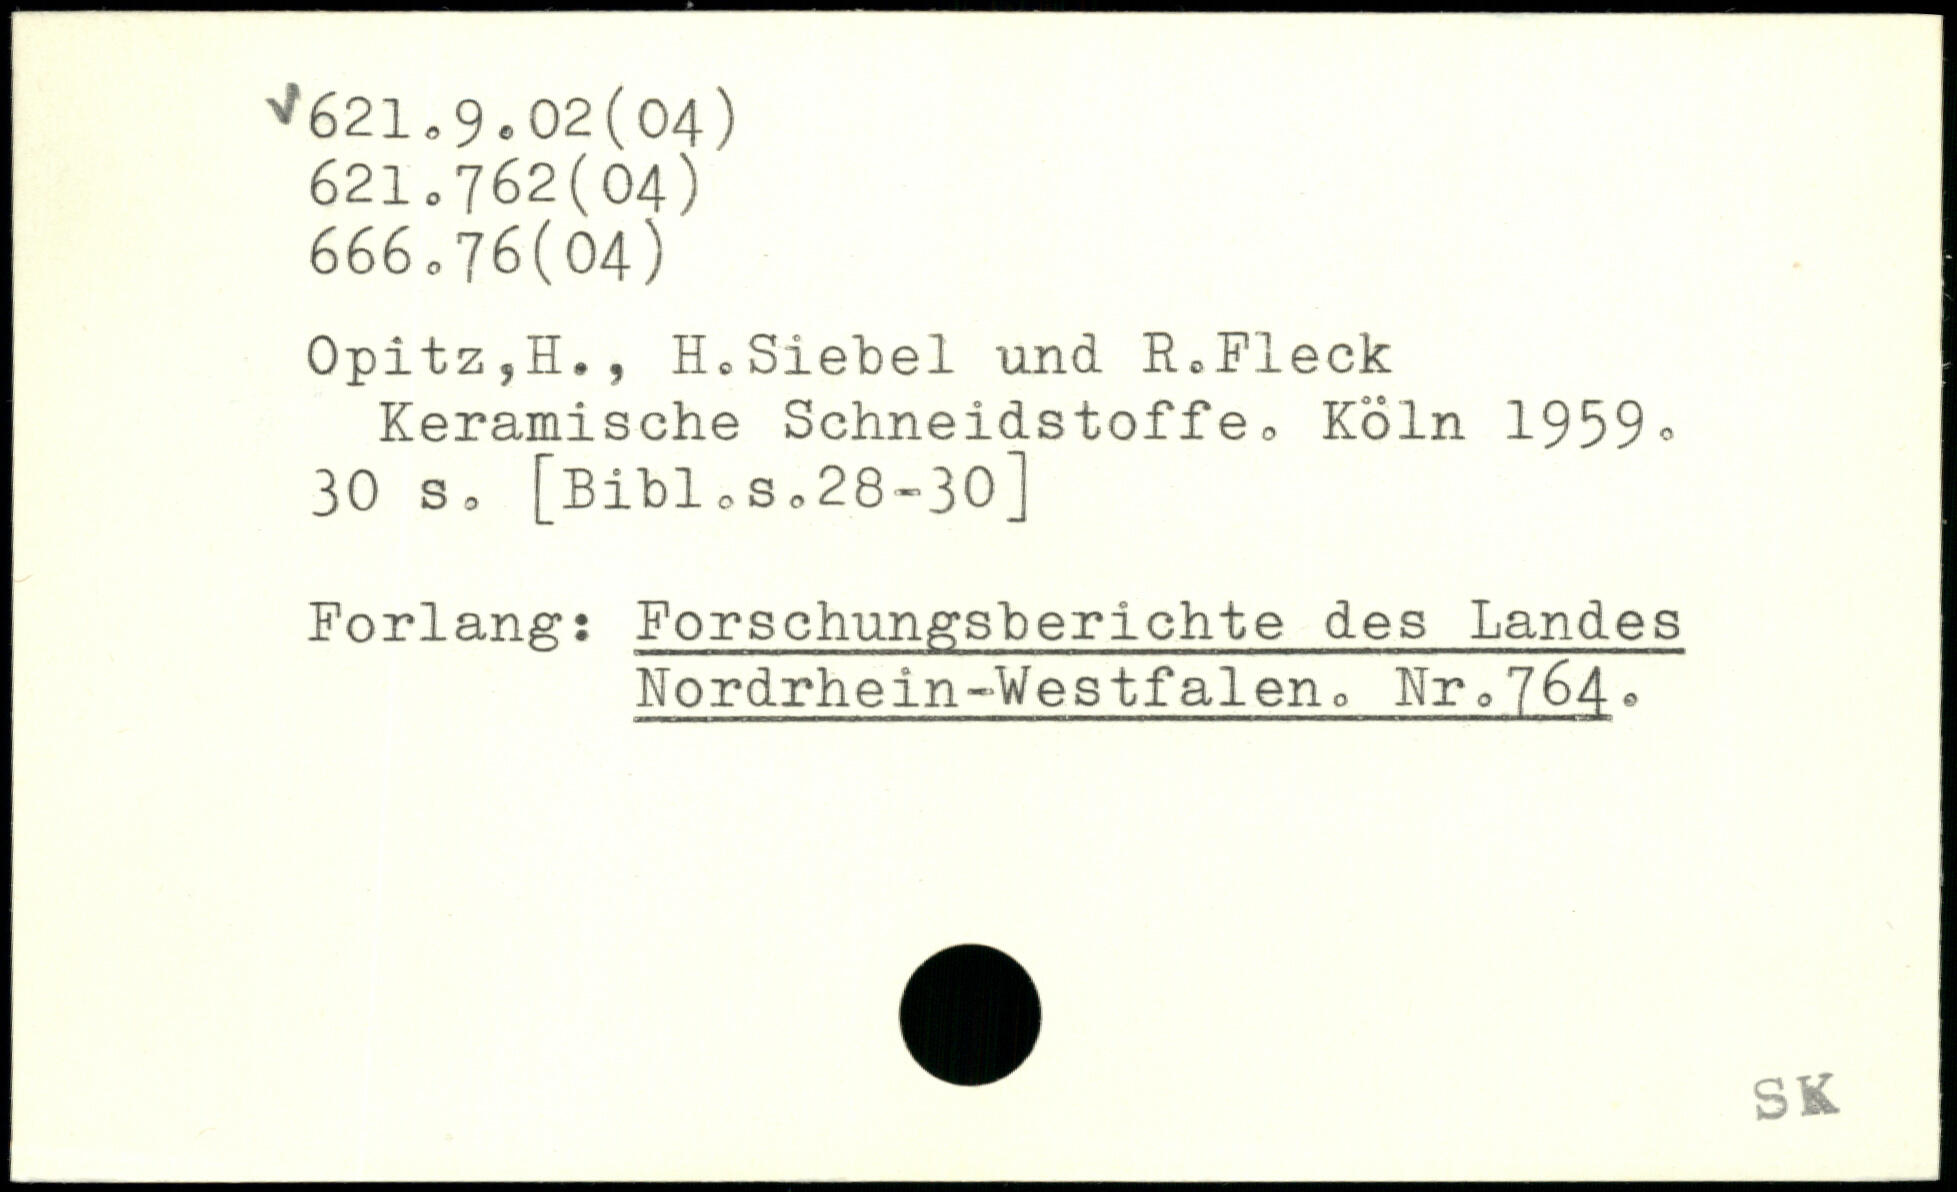 ✓621.9.02(04)
621.762(04)
666.76(04)
Opitz,H., H.Siebel und R.Fleck
Keramische Schneidstoffe. Köln 1959.
30 s. [Bibl.s.28-30]
Forlang: Forschungsberichte des Landes
Nordrhein-Westfalen. Nr.764.
SK